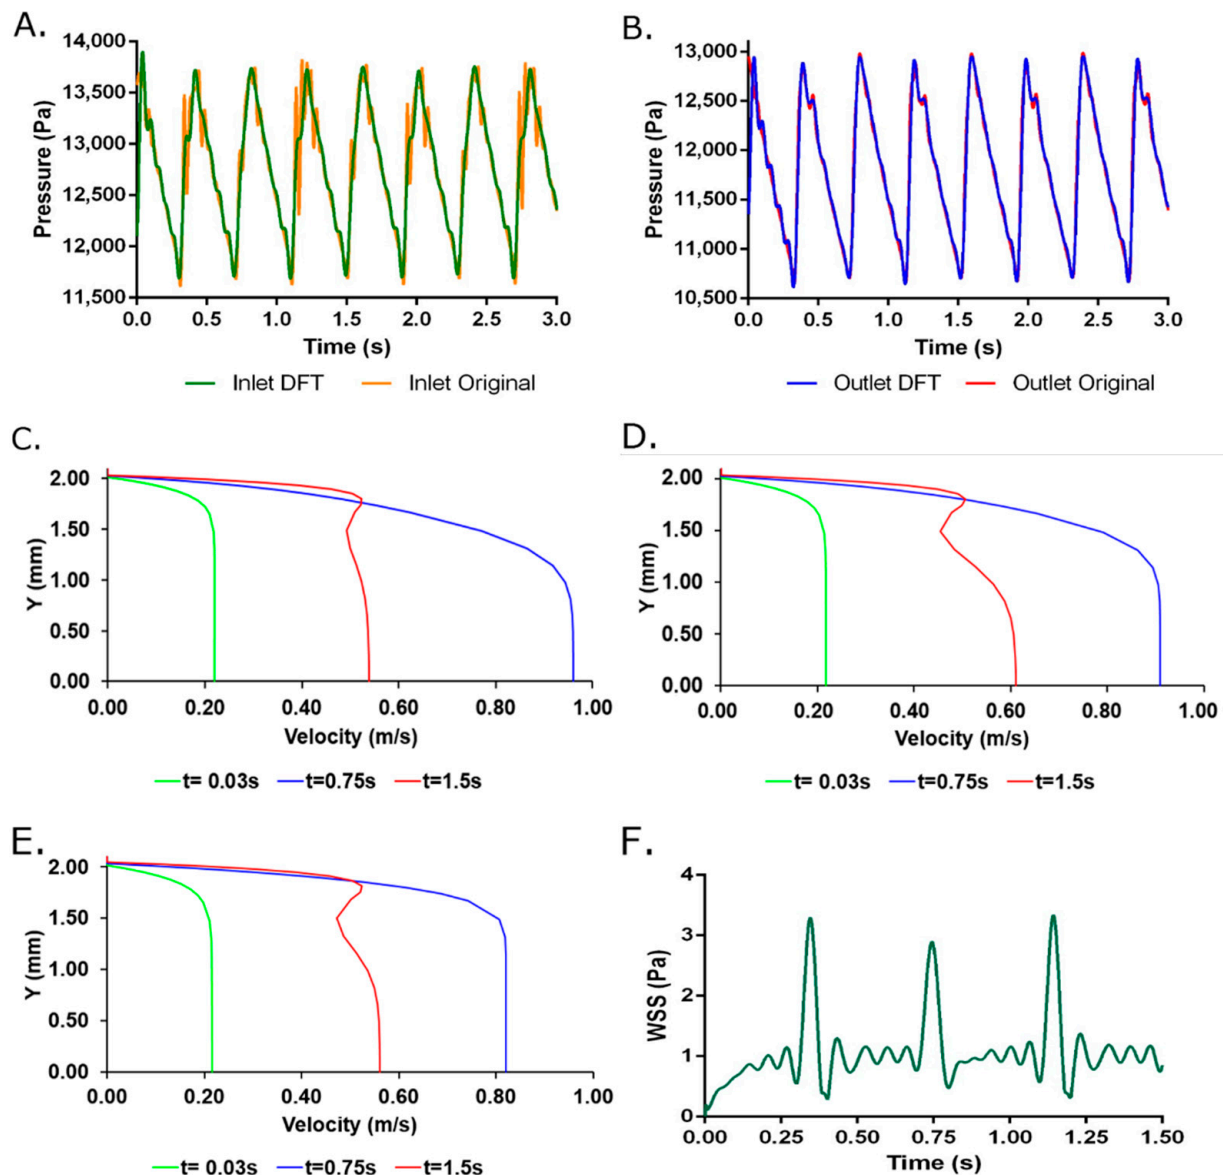 A.
14,000
13,500
13,000
12,500
12,000
11,500
Pressure (Pa)
0.0 0.5 1.0 1.5 2.0 2.5 3.0
Time (s)
Inlet DFT Inlet Original
B.
13,000
12,500
12,000
11,500
11,000
10,500
Pressure (Pa)
0.0 0.5 1.0 1.5 2.0 2.5 3.0
Time (s)
Outlet DFT Outlet Original
C.
2.00
1.50
1.00
0.50
0.00
Y (mm)
0.00 0.20 0.40 0.60 0.80 1.00
Velocity (m/s)
t= 0.03s t=0.75s t=1.5s
D.
2.00
1.50
1.00
0.50
0.00
Y (mm)
0.00 0.20 0.40 0.60 0.80 1.00
Velocity (m/s)
t= 0.03s t=0.75s t=1.5s
E.
2.00
1.50
1.00
0.50
0.00
Y (mm)
0.00 0.20 0.40 0.60 0.80 1.00
Velocity (m/s)
t= 0.03s t=0.75s t=1.5s
F.
4
3
2
1
0
WSS (Pa)
0.00 0.25 0.50 0.75 1.00 1.25 1.50
Time (s)